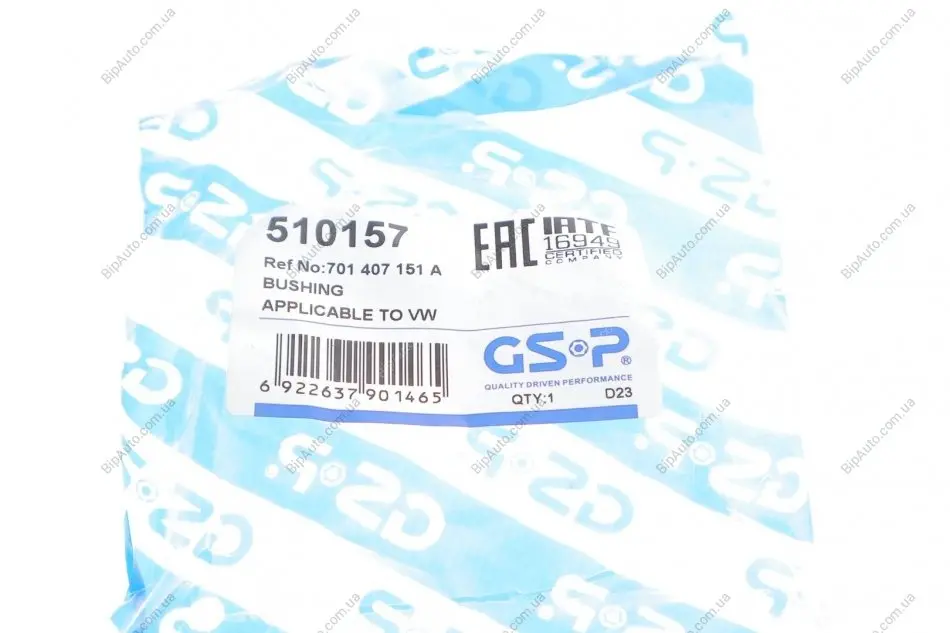 510157
Ref No:701 407 151 A
BUSHING
APPLICABLE TO VW
6 922637 901465
EAC
IATF
16949
CERTIFIED
COMPANY
GSP®
QUALITY DRIVEN PERFORMANCE
QTY:1 D23
BipAuto.com.ua